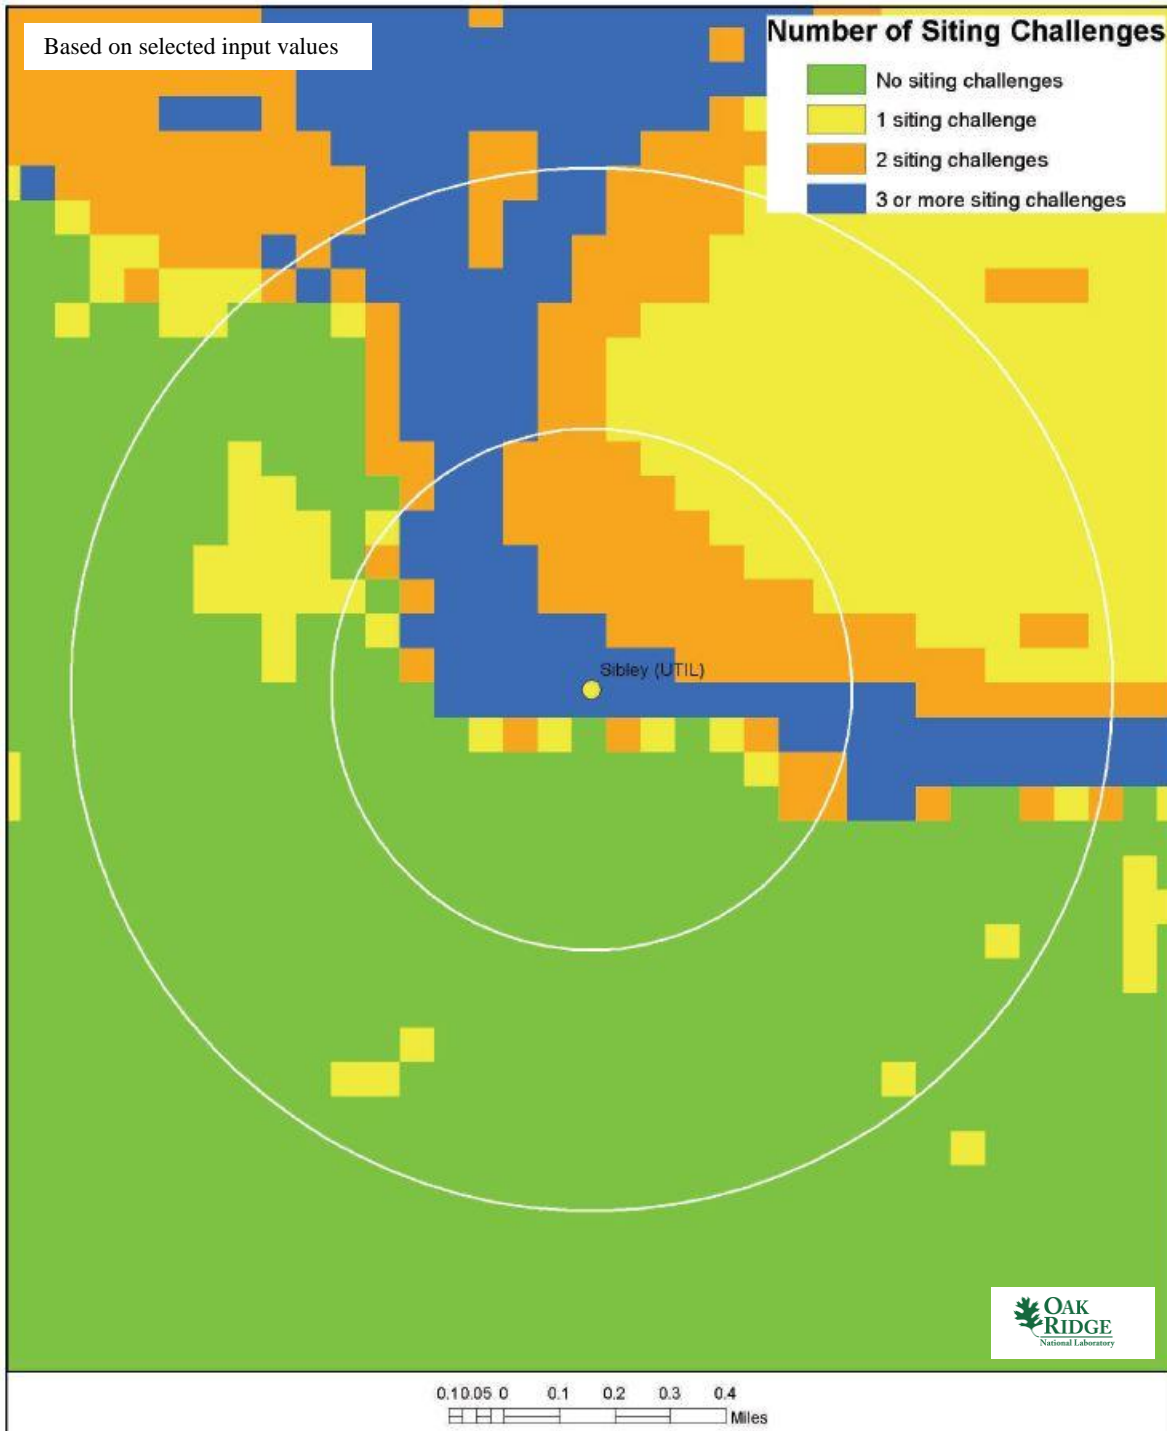 Based on selected input values
Number of Siting Challenges
No siting challenges
1 siting challenge
2 siting challenges
3 or more siting challenges
Sibley (UTIL)
OAK
RIDGE
National Laboratory
0.1 0.05 0 0.1 0.2 0.3 0.4
Miles